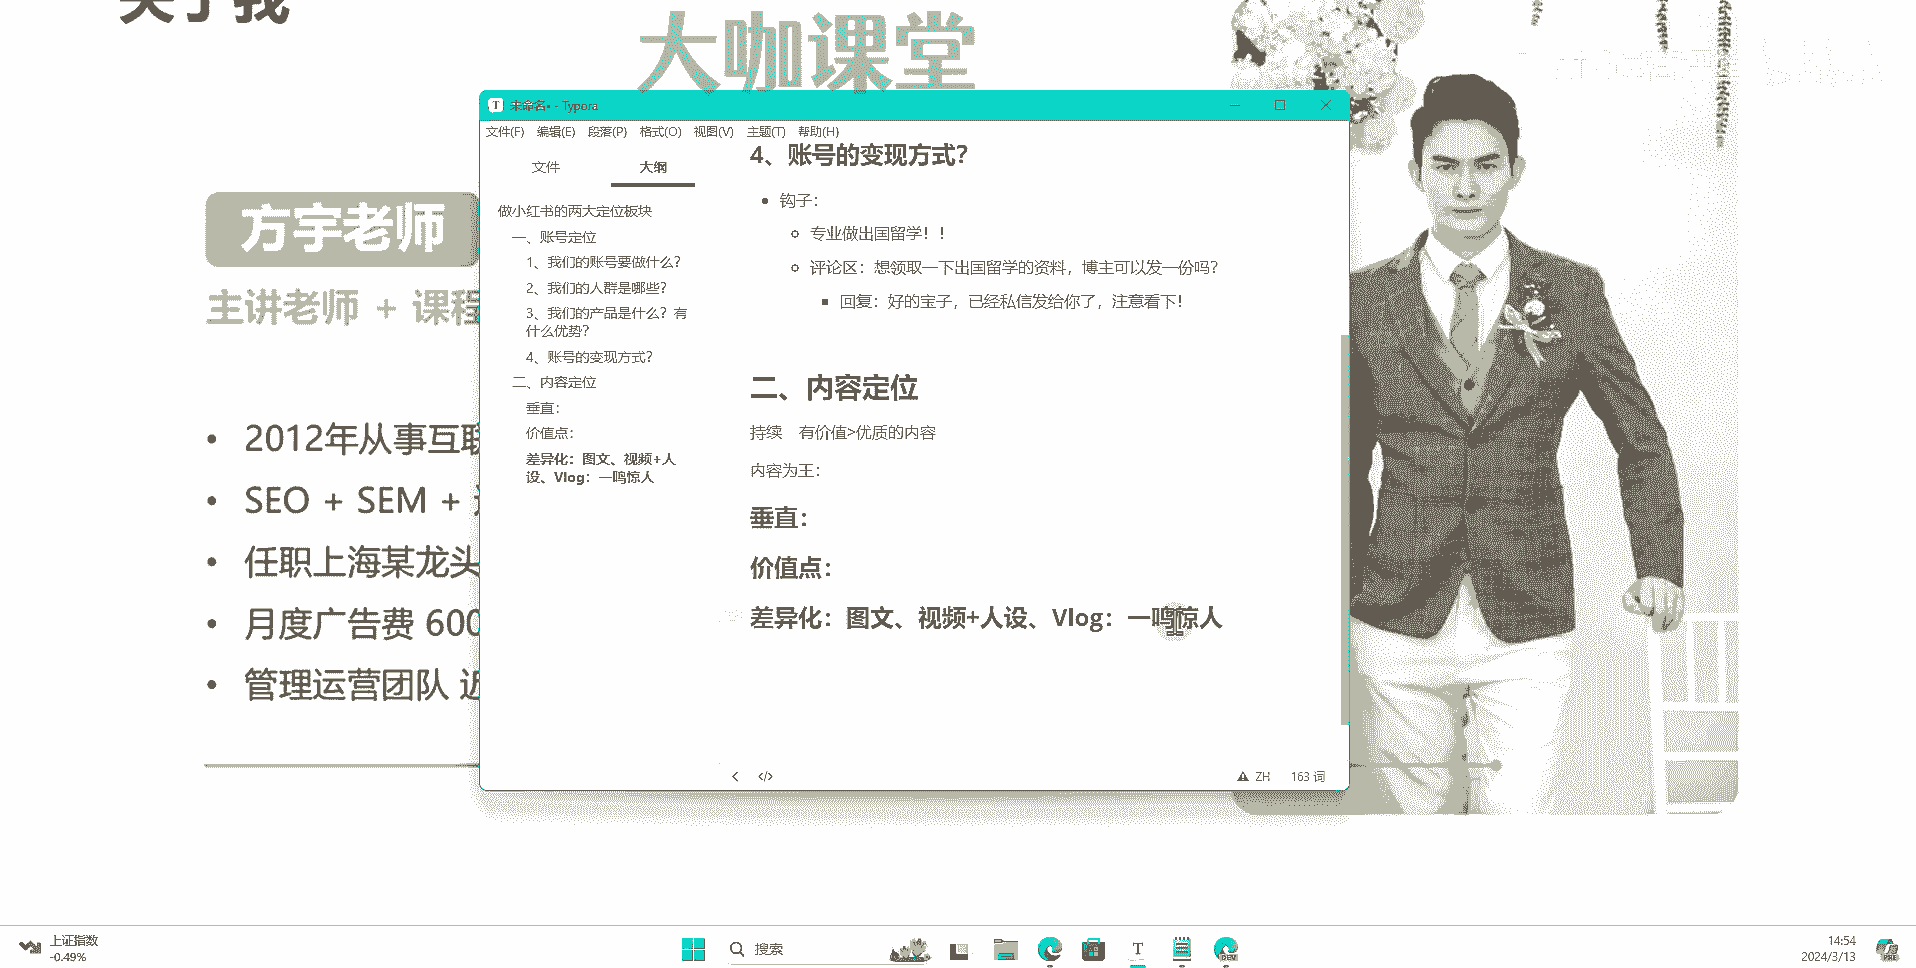 关于我
大咖课堂
方宇老师
主讲老师 + 课程
2012年从事互联
SEO + SEM +
任职上海某龙头
月度广告费 600
管理运营团队 近
未命名• - Typora
文件(F) 编辑(E) 段落(P) 格式(O) 视图(V) 主题(T) 帮助(H)
文件 大纲
做小红书的两大定位板块
一、账号定位
1、我们的账号要做什么？
2、我们的人群是哪些？
3、我们的产品是什么？有
什么优势？
4、账号的变现方式？
二、内容定位
垂直：
价值点：
差异化：图文、视频+人
设、Vlog：一鸣惊人
4、账号的变现方式？
钩子：
专业做出国留学！！
评论区：想领取一下出国留学的资料，博主可以发一份吗？
回复：好的宝子，已经私信发给你了，注意看下！
二、内容定位
持续 有价值>优质的内容
内容为王：
垂直：
价值点：
差异化：图文、视频+人设、Vlog：一鸣惊人
ZH 163 词
上证指数
-0.49%
搜索
14:54
2024/3/13